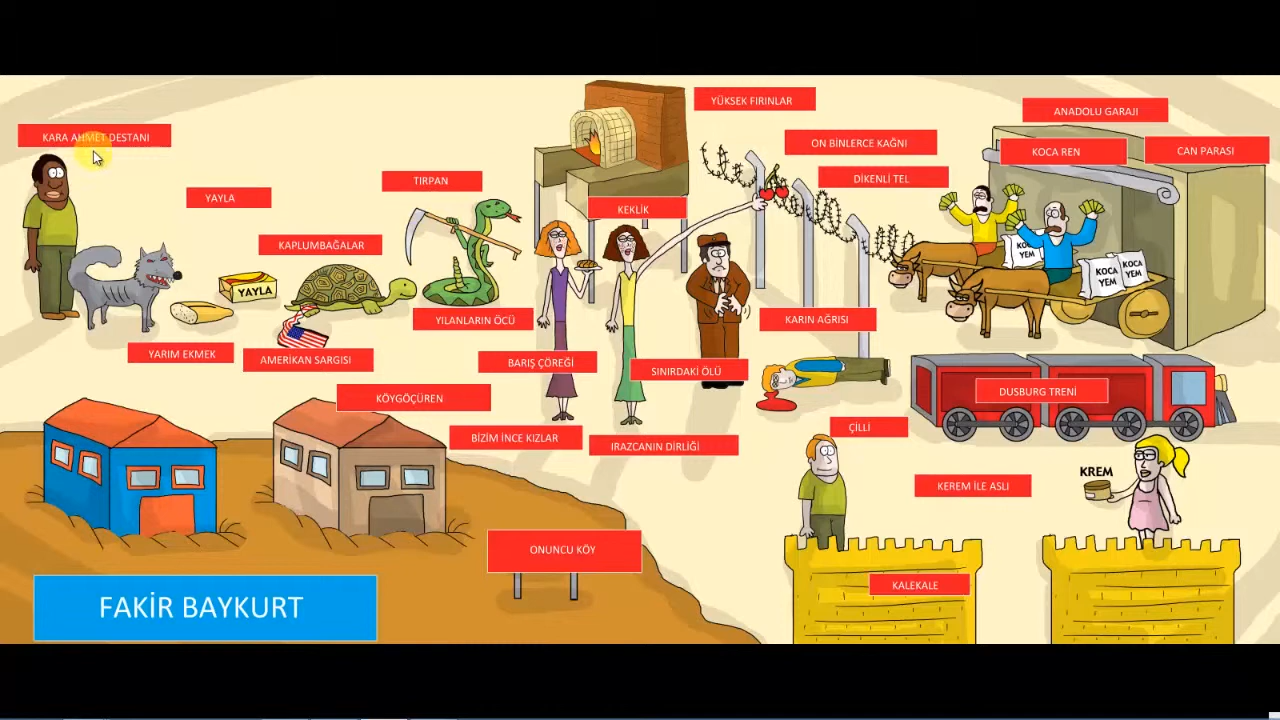 YÜKSEK FIRINLAR
ANADOLU GARAJI
KARA AHMET DESTANI
ON BİNLERCE KAĞNI
KOCA REN
CAN PARASI
TIRPAN
DİKENLİ TEL
YAYLA
KEKLİK
KAPLUMBAĞALAR
YAYLA
KOCA
YEM
KOCA
YEM
KOCA
YEM
YILANLARIN ÖCÜ
KARIN AĞRISI
YARIM EKMEK
AMERİKAN SARGISI
BARIŞ ÇÖREĞİ
SINIRDAKİ ÖLÜ
DUSBURG TRENİ
KÖYGÖÇÜREN
ÇİLLİ
BİZİM İNCE KIZLAR
IRAZCANIN DİRLİĞİ
KREM
KEREM İLE ASLI
ONUNCU KÖY
KALEKALE
FAKİR BAYKURT